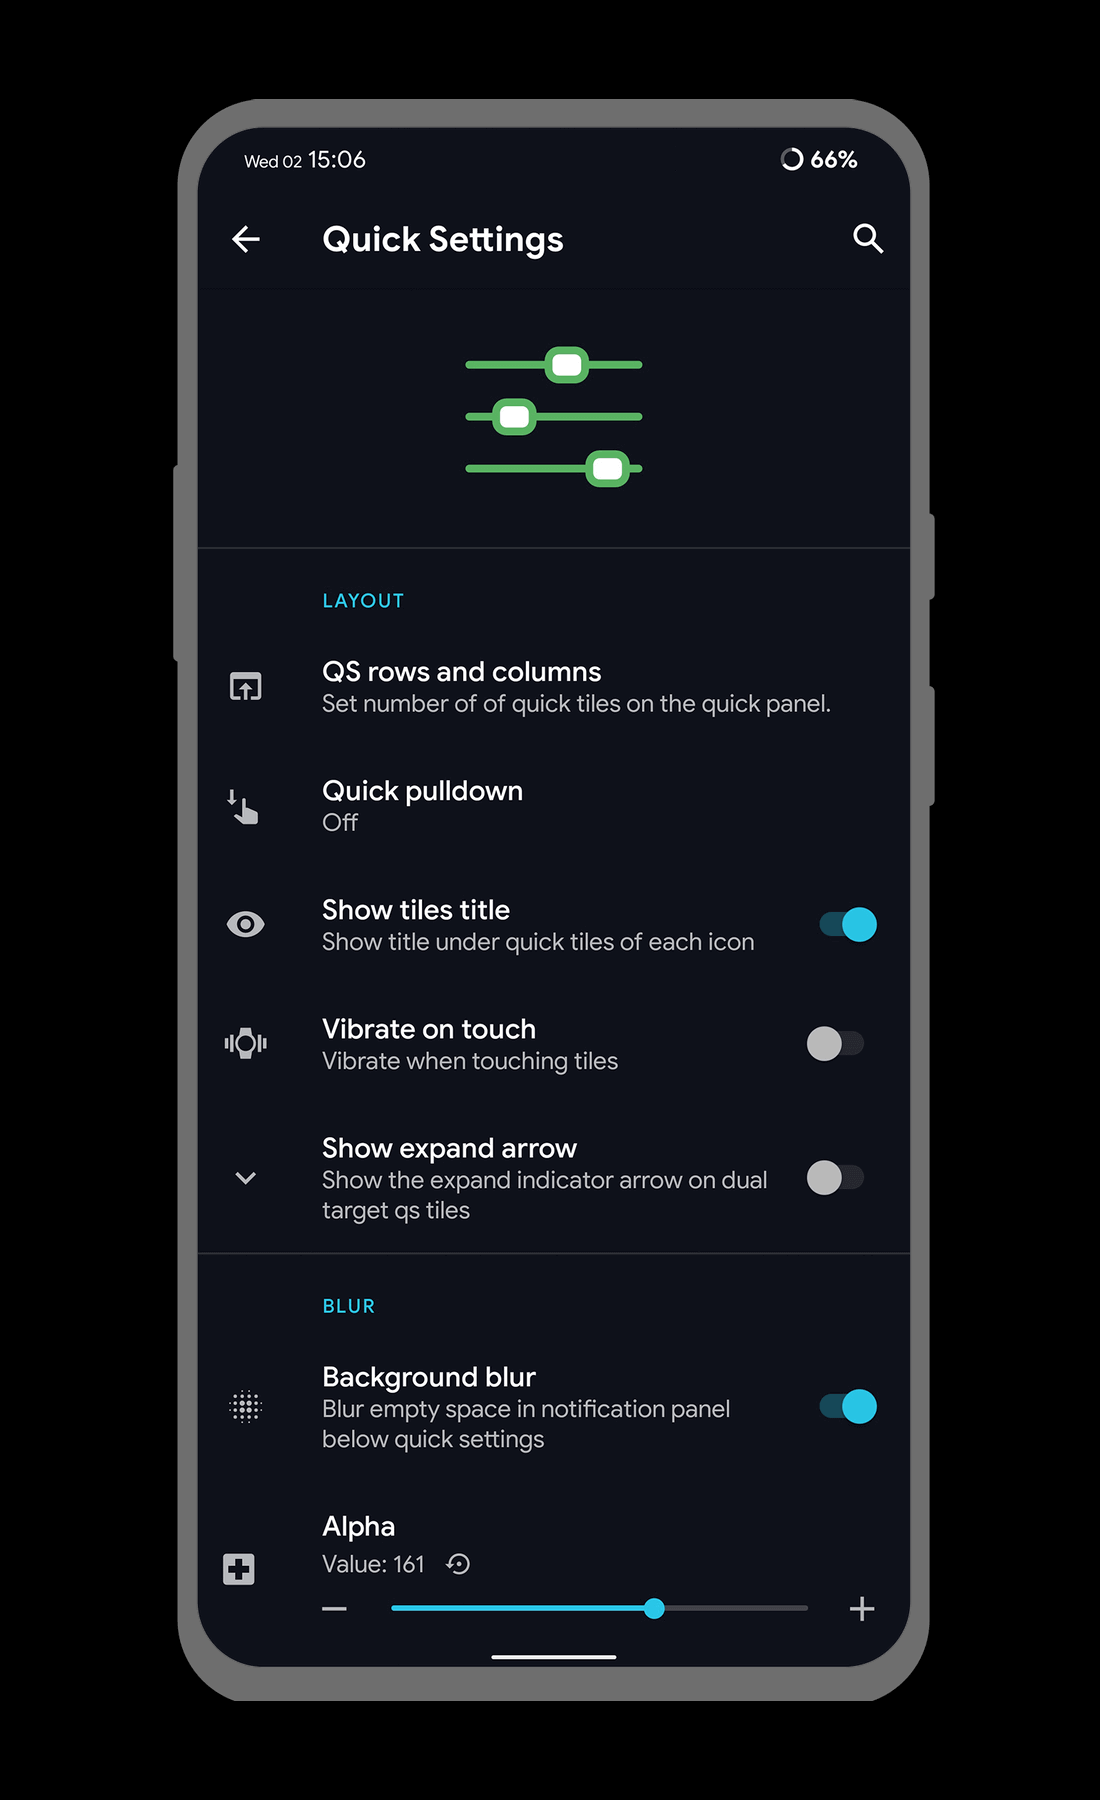 Wed 02 15:06 66%
Quick Settings
LAYOUT
QS rows and columns
Set number of of quick tiles on the quick panel.
Quick pulldown
Off
Show tiles title
Show title under quick tiles of each icon
Vibrate on touch
Vibrate when touching tiles
Show expand arrow
Show the expand indicator arrow on dual
target qs tiles
BLUR
Background blur
Blur empty space in notification panel
below quick settings
Alpha
Value: 161